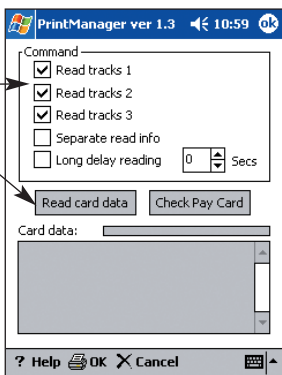 PrintManager ver 1.3 10:59 ok
Command
Read tracks 1
Read tracks 2
Read tracks 3
Separate read info
Long delay reading 0 Secs
Read card data Check Pay Card
Card data:
? Help OK Cancel